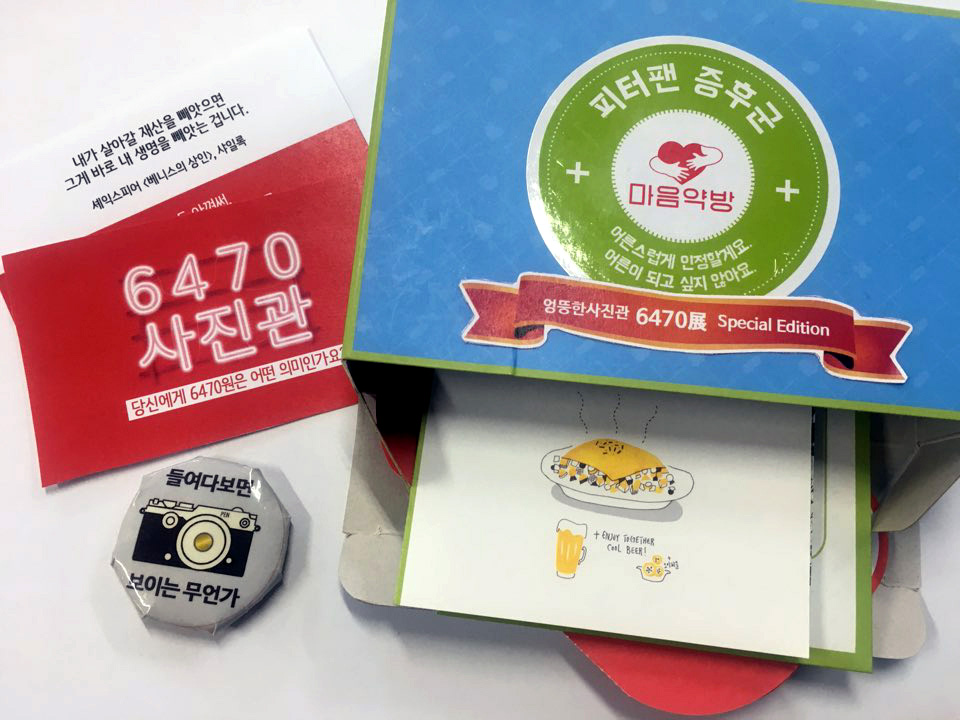 내가 살아갈 재산을 빼앗으면
그게 바로 내 생명을 빼앗는 겁니다.
셰익스피어 <베니스의 상인>, 샤일록
6470
사진관
당신에게 6470원은 어떤 의미인가요?
들여다보면
PEN
보이는 무언가
피터팬 증후군
마음약방
어른스럽게 인정할게요.
어른이 되고 싶지 않아요.
엉뚱한사진관 6470展 Special Edition
+ ENJOY TOGETHER
COOL BEER!